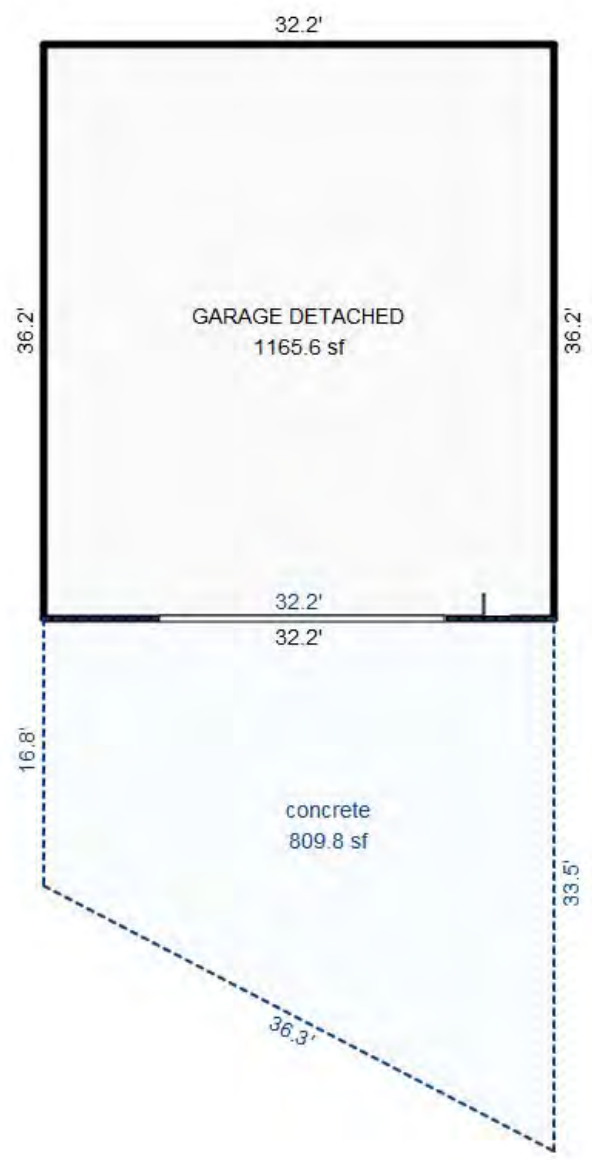 32.2'
36.2'
GARAGE DETACHED
36.2'
1165.6 sf
32.2'
32.2'
16.8'
concrete
809.8 sf
33.5'
36.3'